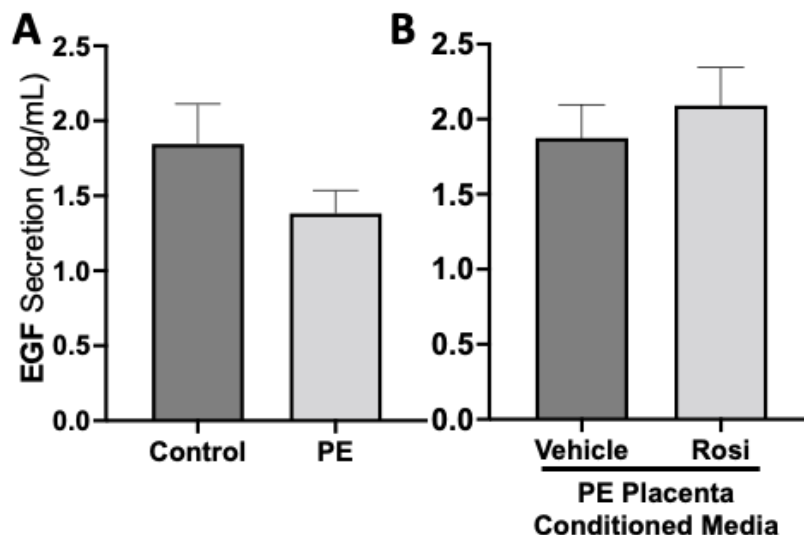 A
EGF Secretion (pg/mL)
2.5
2.0
1.5
1.0
0.5
0.0
Control PE
B
2.5
2.0
1.5
1.0
0.5
0.0
Vehicle Rosi
PE Placenta
Conditioned Media